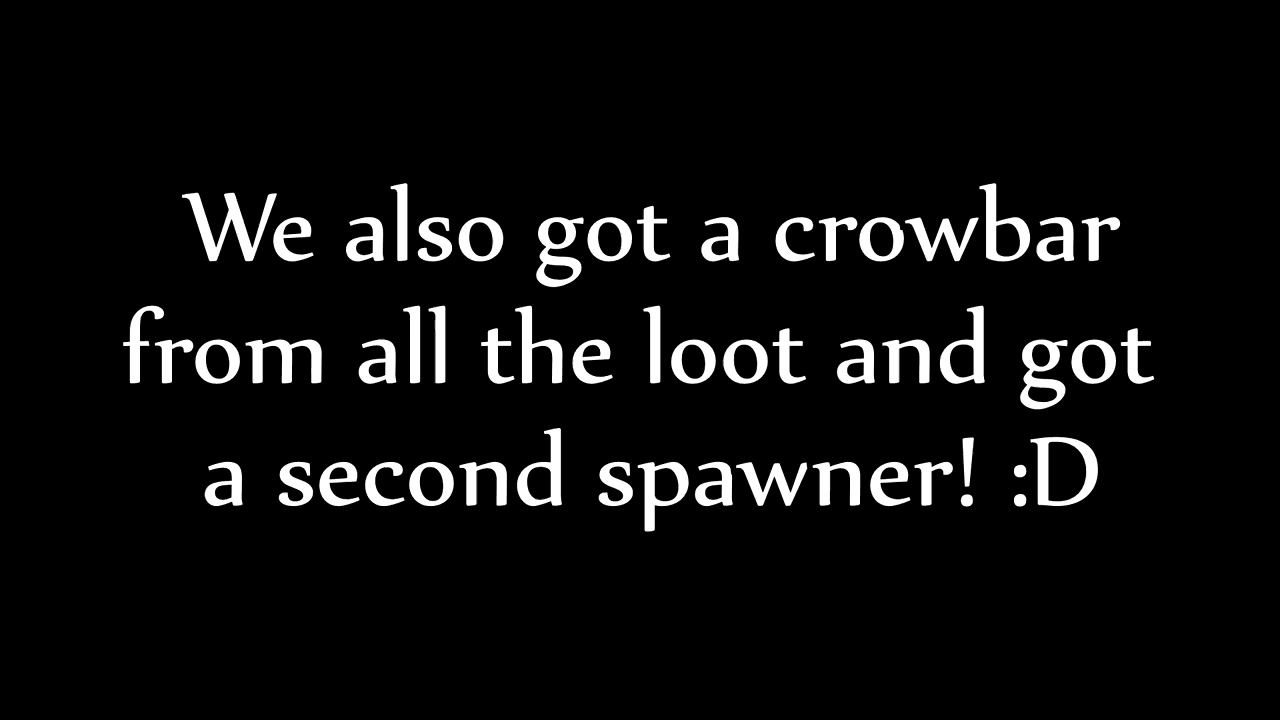 We also got a crowbar
from all the loot and got
a second spawner! :D